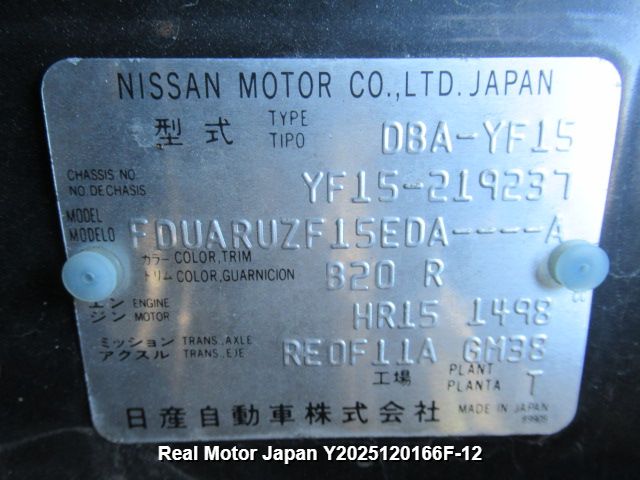 NISSAN MOTOR CO.,LTD. JAPAN
型式 TYPE TIPO DBA-YF15
CHASSIS NO. NO.DE CHASIS YF15-219237
MODEL MODELO FDUARUZF15EDA----A
カラー COLOR,TRIM
トリム COLOR,GUARNICION B20 R
エンジン ENGINE MOTOR HR15 1498
ミッション TRANS.,AXLE
アクスル TRANS.,EJE RE0F11A GM38
工場 PLANT PLANTA T
日産自動車株式会社 MADE IN JAPAN
Real Motor Japan Y2025120166F-12